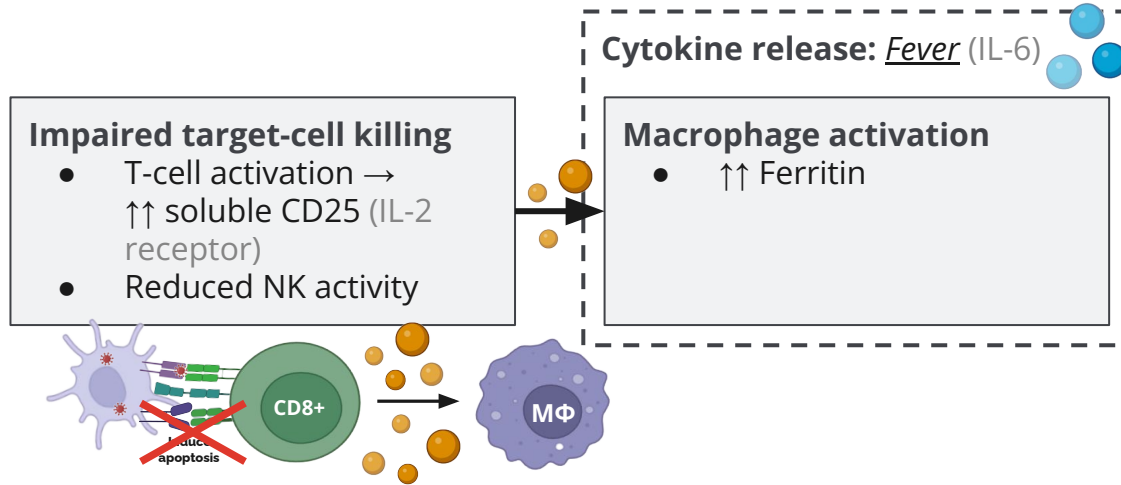 Cytokine release: Fever (IL-6)
Impaired target-cell killing
● T-cell activation →
↑↑ soluble CD25 (IL-2
receptor)
● Reduced NK activity
Macrophage activation
● ↑↑ Ferritin
CD8+
MΦ
apoptosis